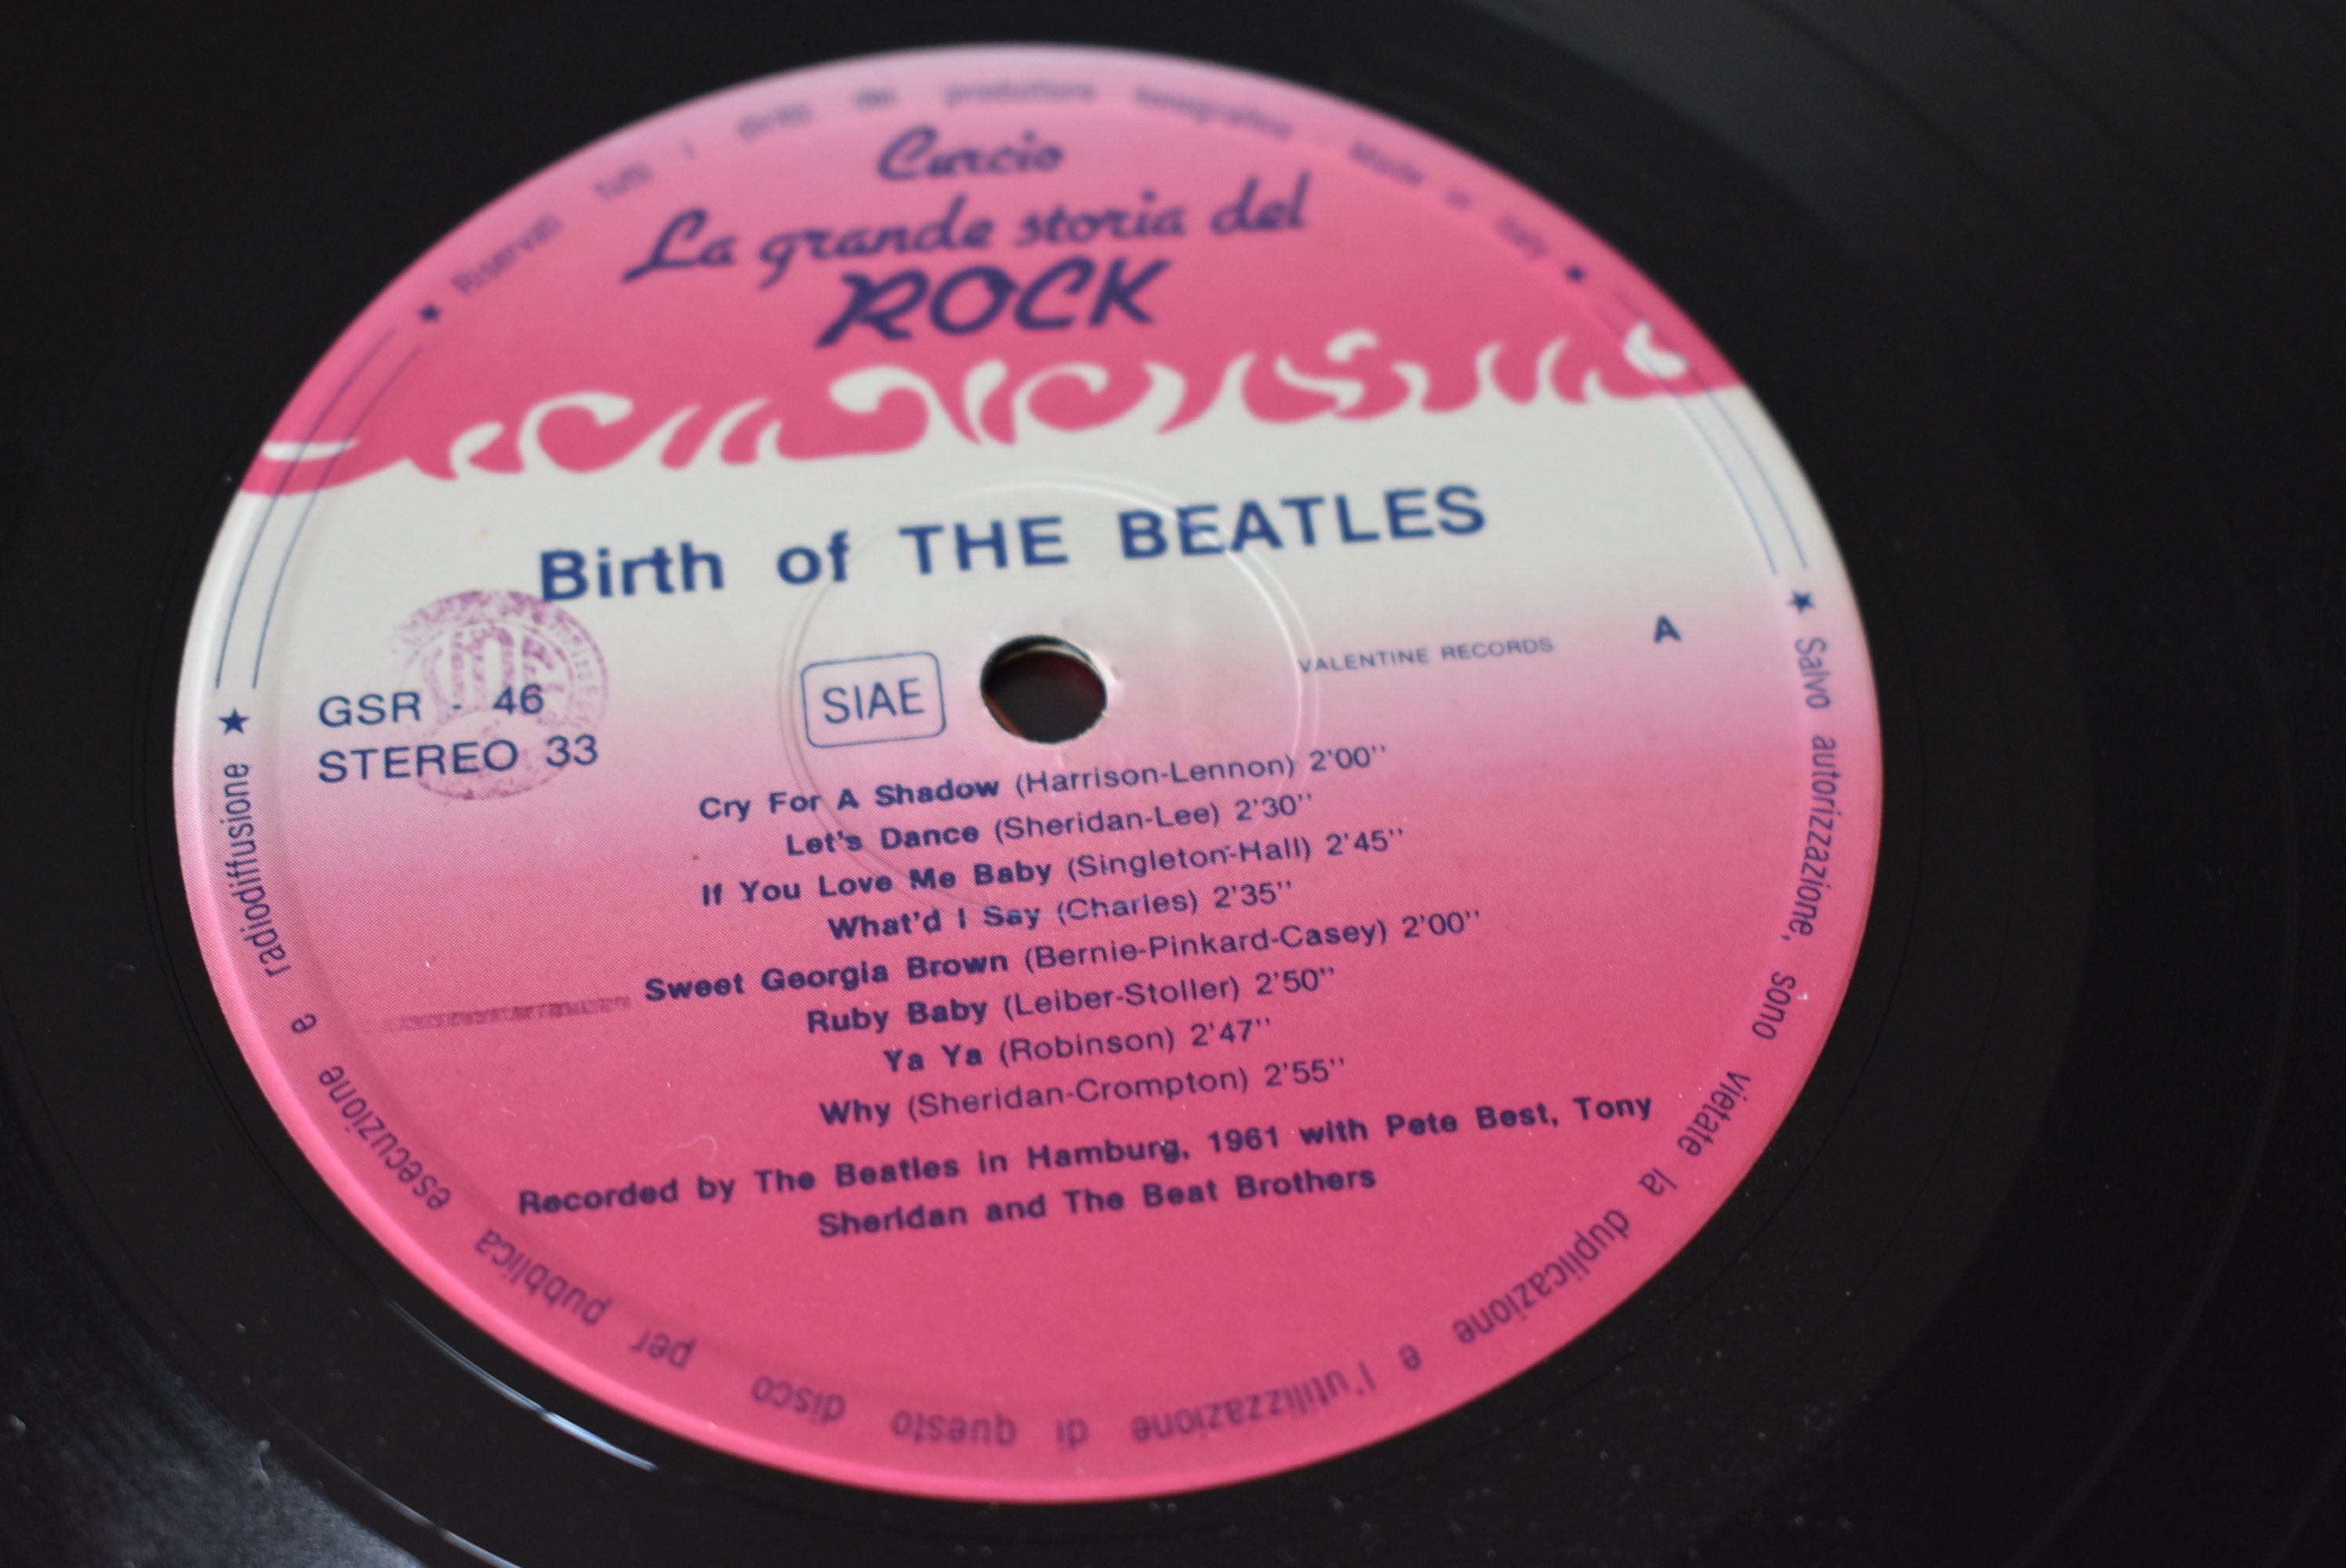 ★ Riservati tutti i diritti del produttore fonografico - Made in Italy ★
Curcio
La grande storia del
ROCK
Birth of THE BEATLES
GSR - 46
STEREO 33
SIAE
VALENTINE RECORDS
A
Cry For A Shadow (Harrison-Lennon) 2'00''
Let's Dance (Sheridan-Lee) 2'30''
If You Love Me Baby (Singleton-Hall) 2'45''
What'd I Say (Charles) 2'35''
Sweet Georgia Brown (Bernie-Pinkard-Casey) 2'00''
Ruby Baby (Leiber-Stoller) 2'50''
Ya Ya (Robinson) 2'47''
Why (Sheridan-Crompton) 2'55''
Recorded by The Beatles in Hamburg, 1961 with Pete Best, Tony
Sheridan and The Beat Brothers
★ Salvo autorizzazione, sono vietate la duplicazione e l'utilizzazione di questo disco per pubblica esecuzione e radiodiffusione ★